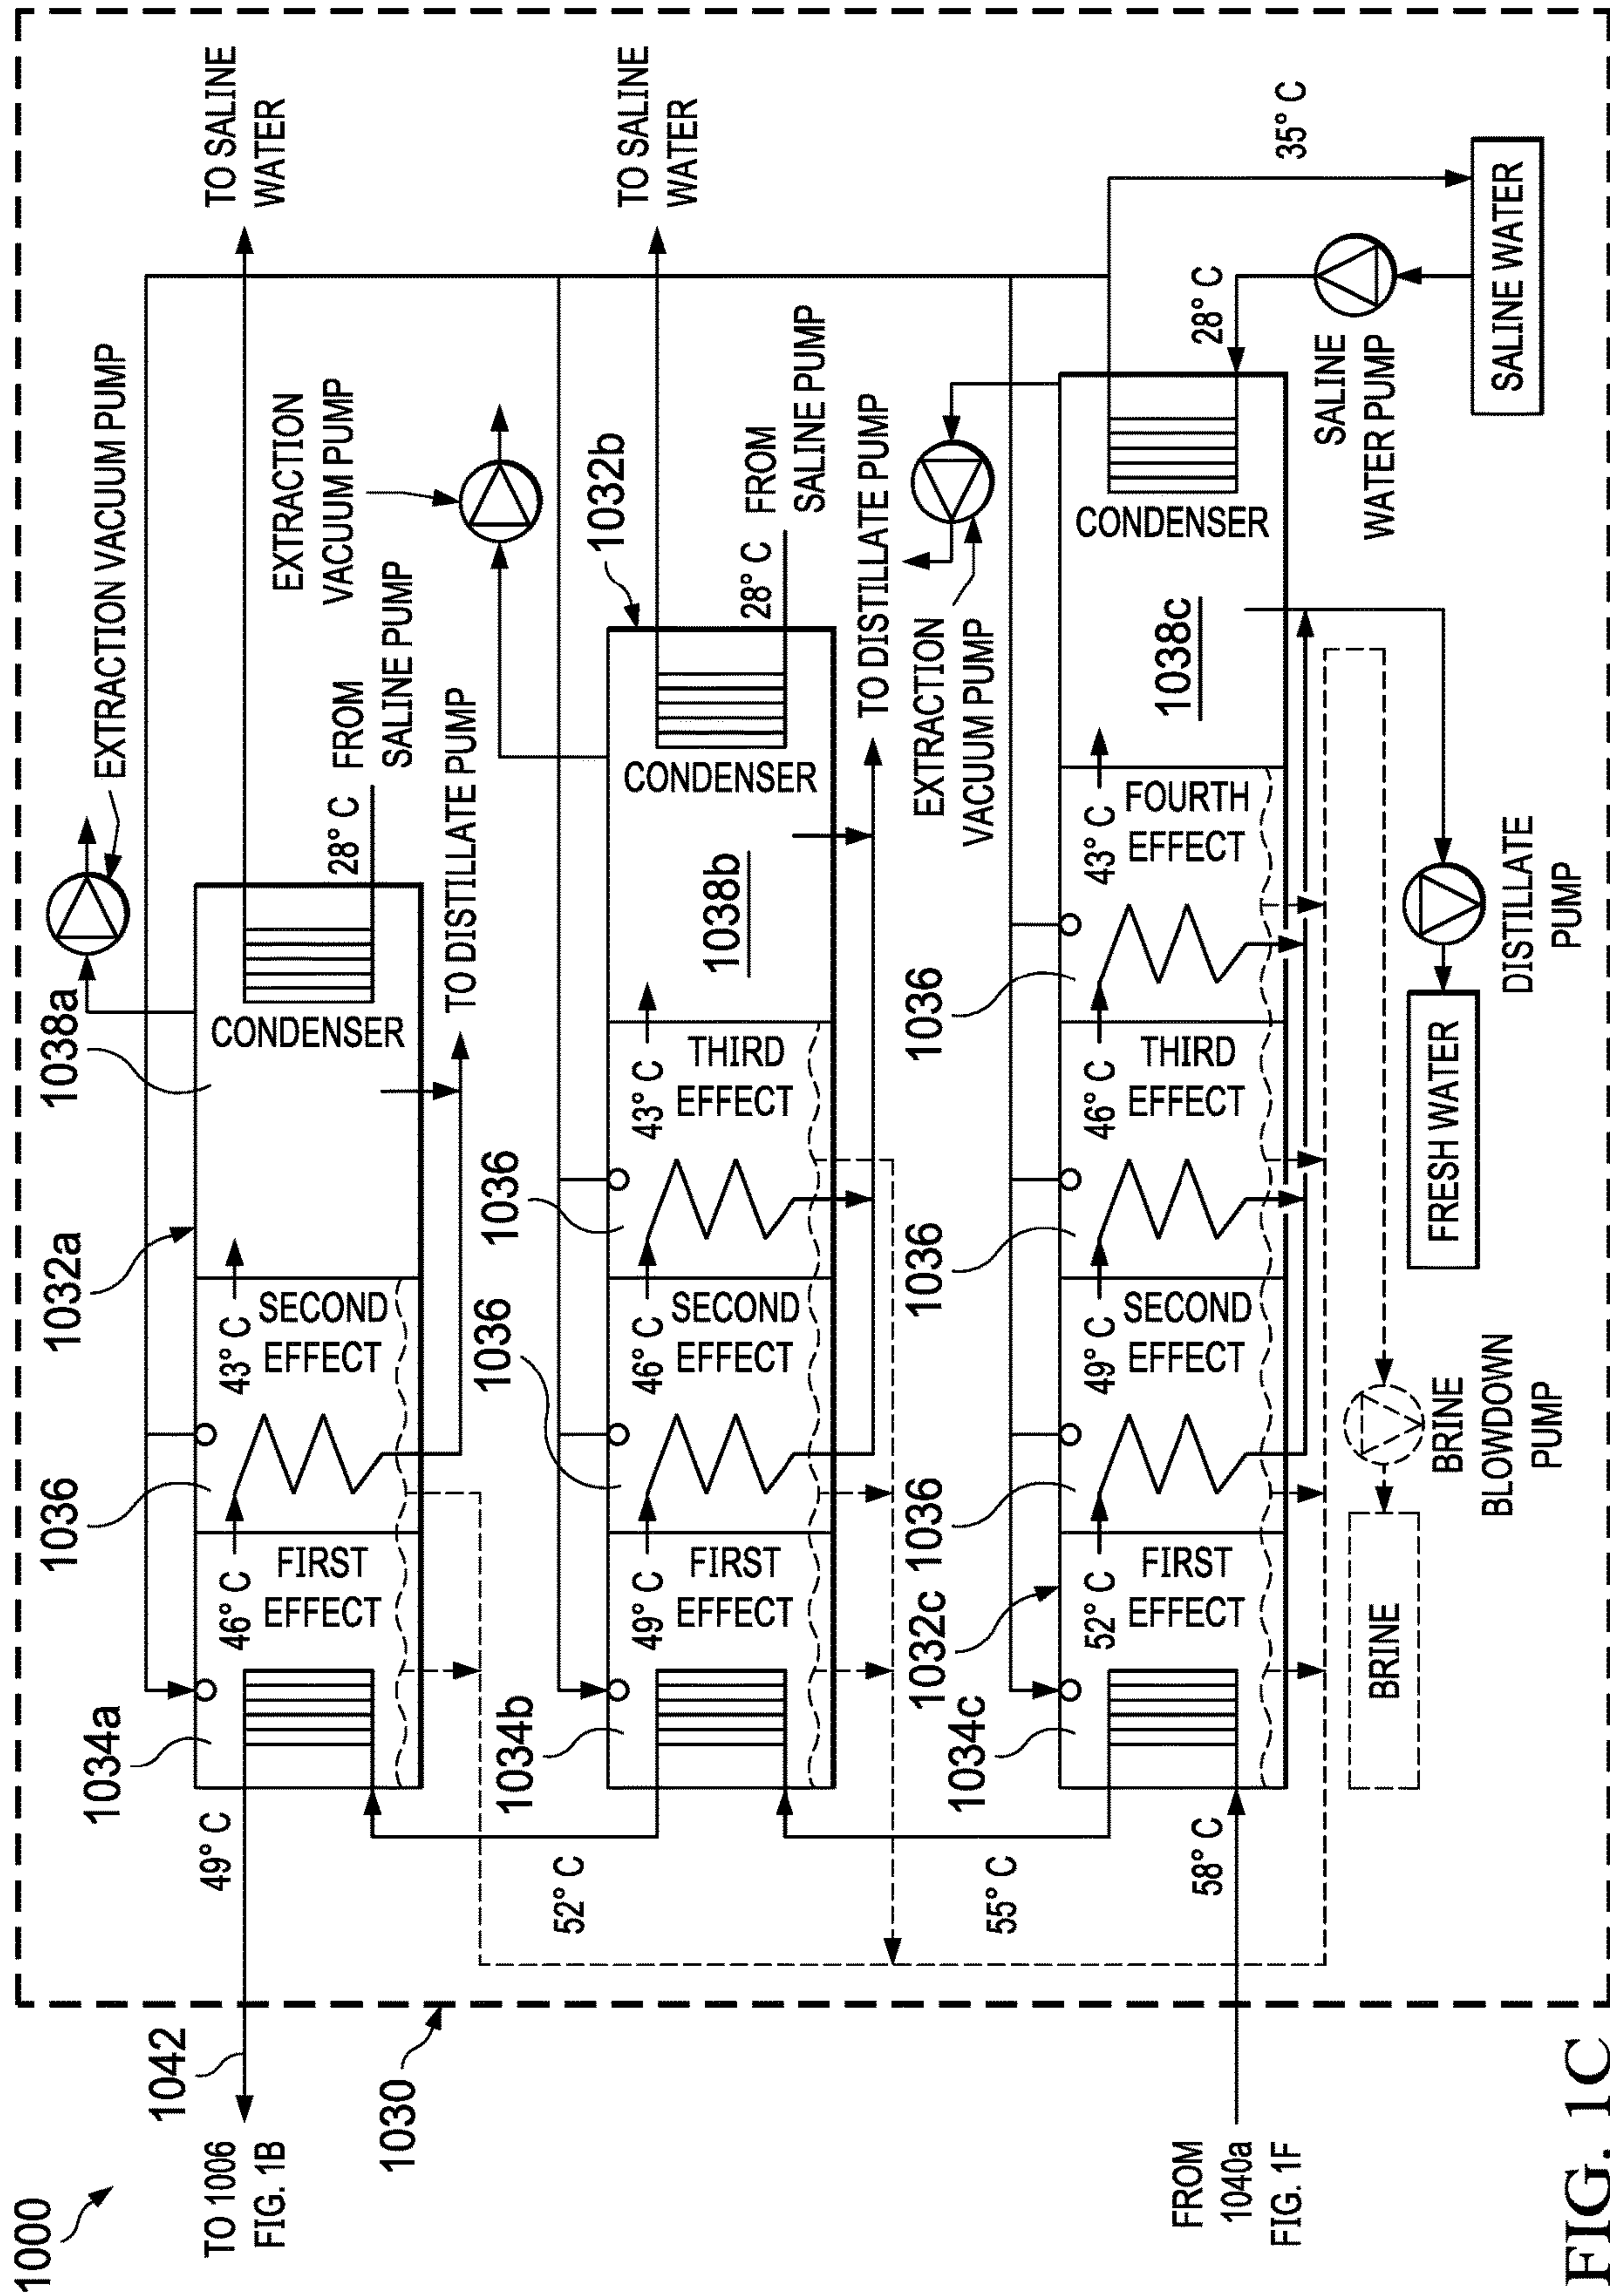 1000
TO 1006
FIG. 1B
1042
1030
49° C
1034a
46° C
FIRST
EFFECT
1036
43° C
SECOND
EFFECT
1032a
1038a
CONDENSER
EXTRACTION VACUUM PUMP
28° C
FROM
SALINE PUMP
TO DISTILLATE PUMP
TO SALINE
WATER
52° C
1034b
49° C
FIRST
EFFECT
1036
46° C
SECOND
EFFECT
1036
43° C
THIRD
EFFECT
1038b
CONDENSER
1032b
EXTRACTION
VACUUM PUMP
28° C
FROM
SALINE PUMP
TO DISTILLATE PUMP
TO SALINE
WATER
55° C
FROM
1040a
FIG. 1F
58° C
1034c
1032c
52° C
FIRST
EFFECT
1036
49° C
SECOND
EFFECT
1036
46° C
THIRD
EFFECT
1036
43° C
FOURTH
EFFECT
1038c
CONDENSER
EXTRACTION
VACUUM PUMP
28° C
35° C
SALINE
WATER PUMP
SALINE WATER
BRINE
BRINE
BLOWDOWN
PUMP
FRESH WATER
DISTILLATE
PUMP
FIG. 1C